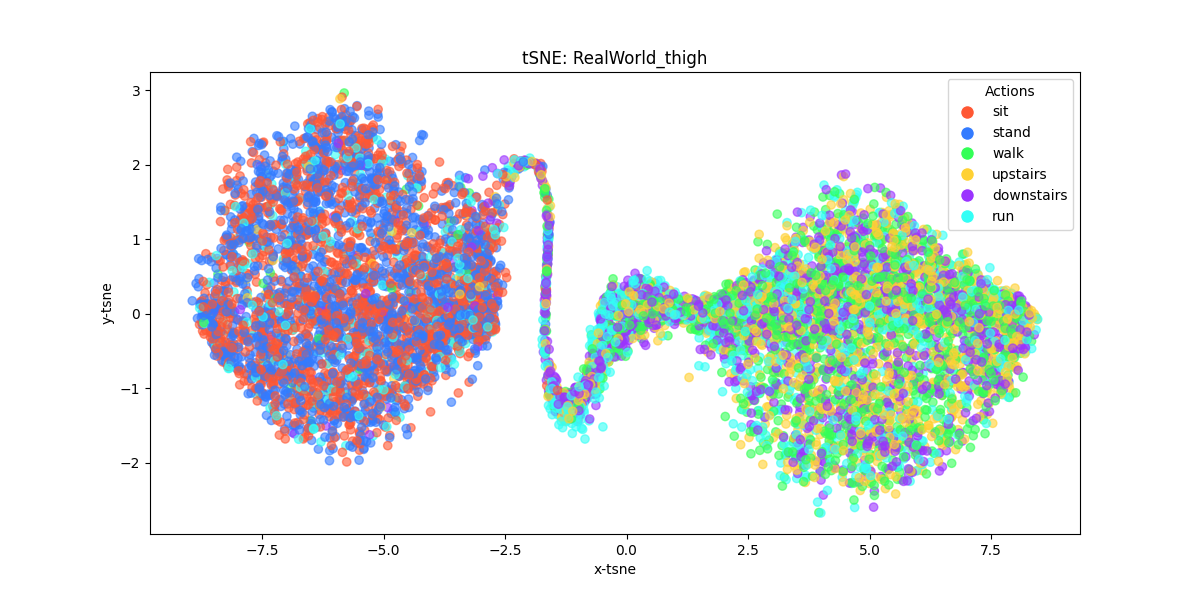 tSNE: RealWorld_thigh
Actions
sit
stand
walk
upstairs
downstairs
run
3
2
1
0
−1
−2
y-tsne
−7.5 −5.0 −2.5 0.0 2.5 5.0 7.5
x-tsne